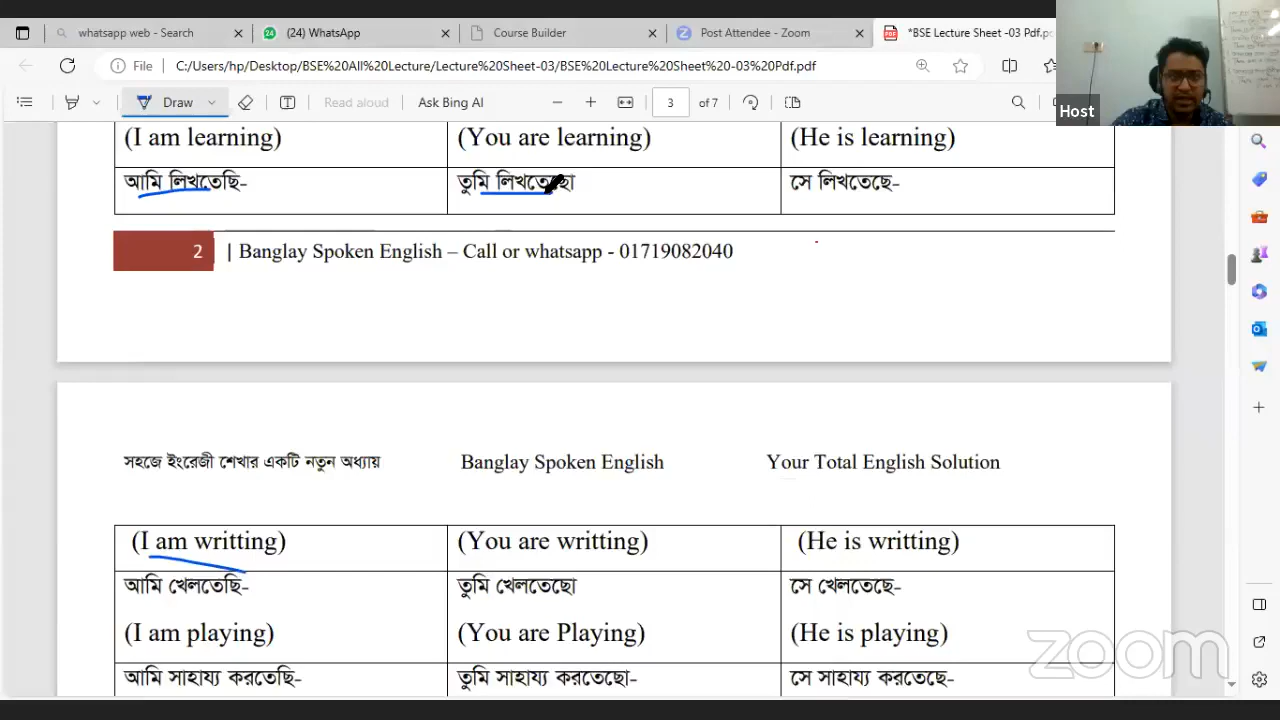 whatsapp web - Search
(24) WhatsApp
Course Builder
Post Attendee - Zoom
*BSE Lecture Sheet -03 Pdf.pd
File C:/Users/hp/Desktop/BSE%20All%20Lecture/Lecture%20Sheet-03/BSE%20Lecture%20Sheet%20-03%20Pdf.pdf
Draw Read aloud Ask Bing AI 3 of 7
Host
(I am learning) (You are learning) (He is learning)
আমি লিখতেছি- তুমি লিখতেছো সে লিখতেছে-
2 | Banglay Spoken English – Call or whatsapp - 01719082040
সহজে ইংরেজী শেখার একটি নতুন অধ্যায় Banglay Spoken English Your Total English Solution
(I am writting) (You are writting) (He is writting)
আমি খেলতেছি- তুমি খেলতেছো সে খেলতেছে-
(I am playing) (You are Playing) (He is playing)
zoom
আমি সাহায্য করতেছি- তুমি সাহায্য করতেছো- সে সাহায্য করতেছে-